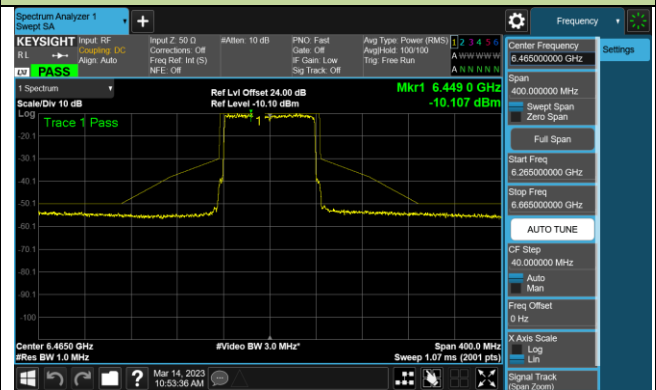 Spectrum Analyzer 1
Swept SA
Frequency
KEYSIGHT
Input: RF
Coupling: DC
Align: Auto
Input Z: 50 Ω
Corrections: Off
Freq Ref: Int (S)
NFE: Off
#Atten: 10 dB
PNO: Fast
Gate: Off
IF Gain: Low
Sig Track: Off
Avg Type: Power (RMS)
Avg|Hold: 100/100
Trig: Free Run
1 2 3 4 5 6
A W W W W W
A N N N N N
R L
LXI PASS
1 Spectrum
Scale/Div 10 dB
Ref Lvl Offset 24.00 dB
Ref Level -10.10 dBm
Mkr1 6.449 0 GHz
-10.107 dBm
Log
Trace 1 Pass
1
-20.1
-30.1
-40.1
-50.1
-60.1
-70.1
-80.1
-90.1
-100
Center 6.4650 GHz
#Res BW 1.0 MHz
#Video BW 3.0 MHz*
Span 400.0 MHz
Sweep 1.07 ms (2001 pts)
Mar 14, 2023
10:53:36 AM
Center Frequency
6.465000000 GHz
Settings
Span
400.000000 MHz
Swept Span
Zero Span
Full Span
Start Freq
6.265000000 GHz
Stop Freq
6.665000000 GHz
AUTO TUNE
CF Step
40.000000 MHz
Auto
Man
Freq Offset
0 Hz
X Axis Scale
Log
Lin
Signal Track
(Span Zoom)